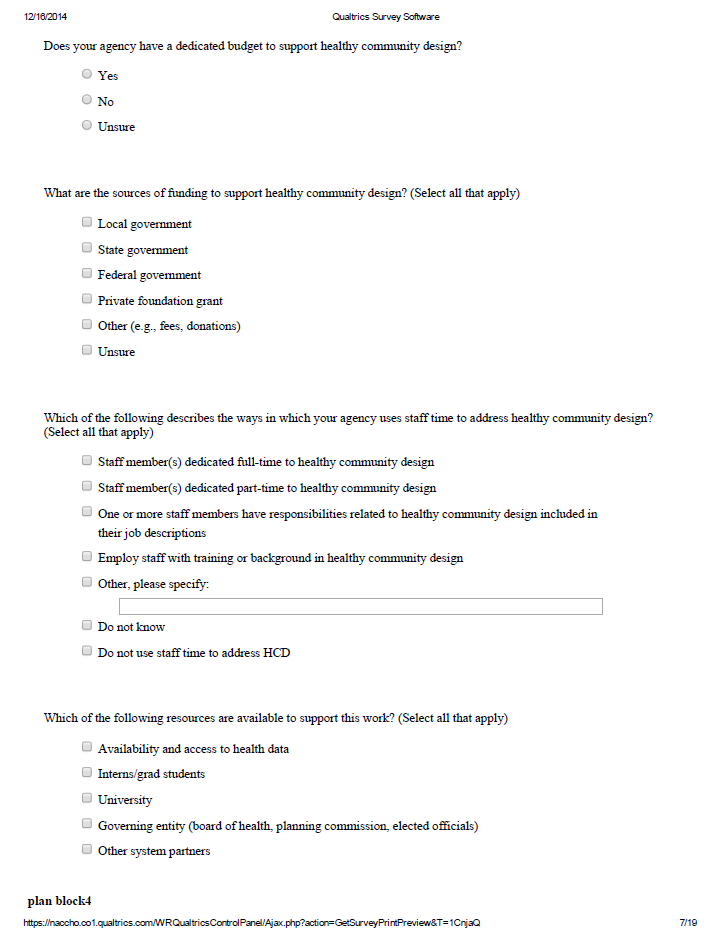 12/16/2014 Qualtrics Survey Software
Does your agency have a dedicated budget to support healthy community design?
Yes
No
Unsure
What are the sources of funding to support healthy community design? (Select all that apply)
Local government
State government
Federal government
Private foundation grant
Other (e.g., fees, donations)
Unsure
Which of the following describes the ways in which your agency uses staff time to address healthy community design?
(Select all that apply)
Staff member(s) dedicated full-time to healthy community design
Staff member(s) dedicated part-time to healthy community design
One or more staff members have responsibilities related to healthy community design included in
their job descriptions
Employ staff with training or background in healthy community design
Other, please specify:
Do not know
Do not use staff time to address HCD
Which of the following resources are available to support this work? (Select all that apply)
Availability and access to health data
Interns/grad students
University
Governing entity (board of health, planning commission, elected officials)
Other system partners
plan block4
https://naccho.co1.qualtrics.com/WRQualtricsControlPanel/Ajax.php?action=GetSurveyPrintPreview&T=1CnjaQ 7/19